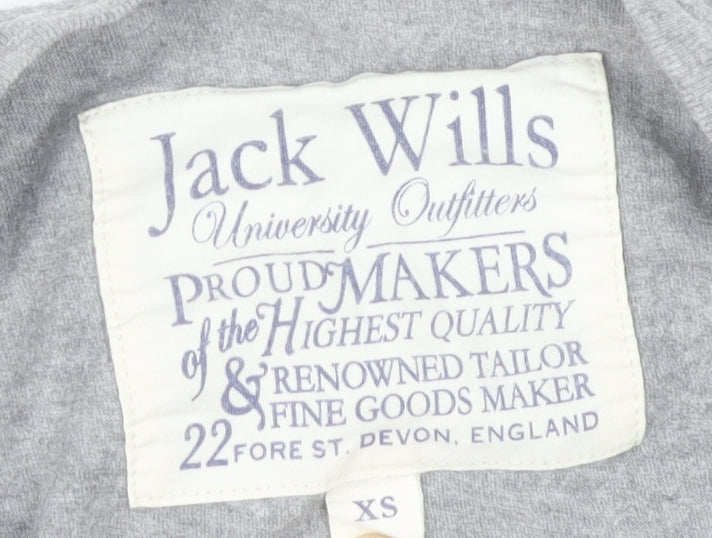 Jack Wills
University Outfitters
PROUD MAKERS
of the HIGHEST QUALITY
& RENOWNED TAILOR
FINE GOODS MAKER
22 FORE ST. DEVON, ENGLAND
XS